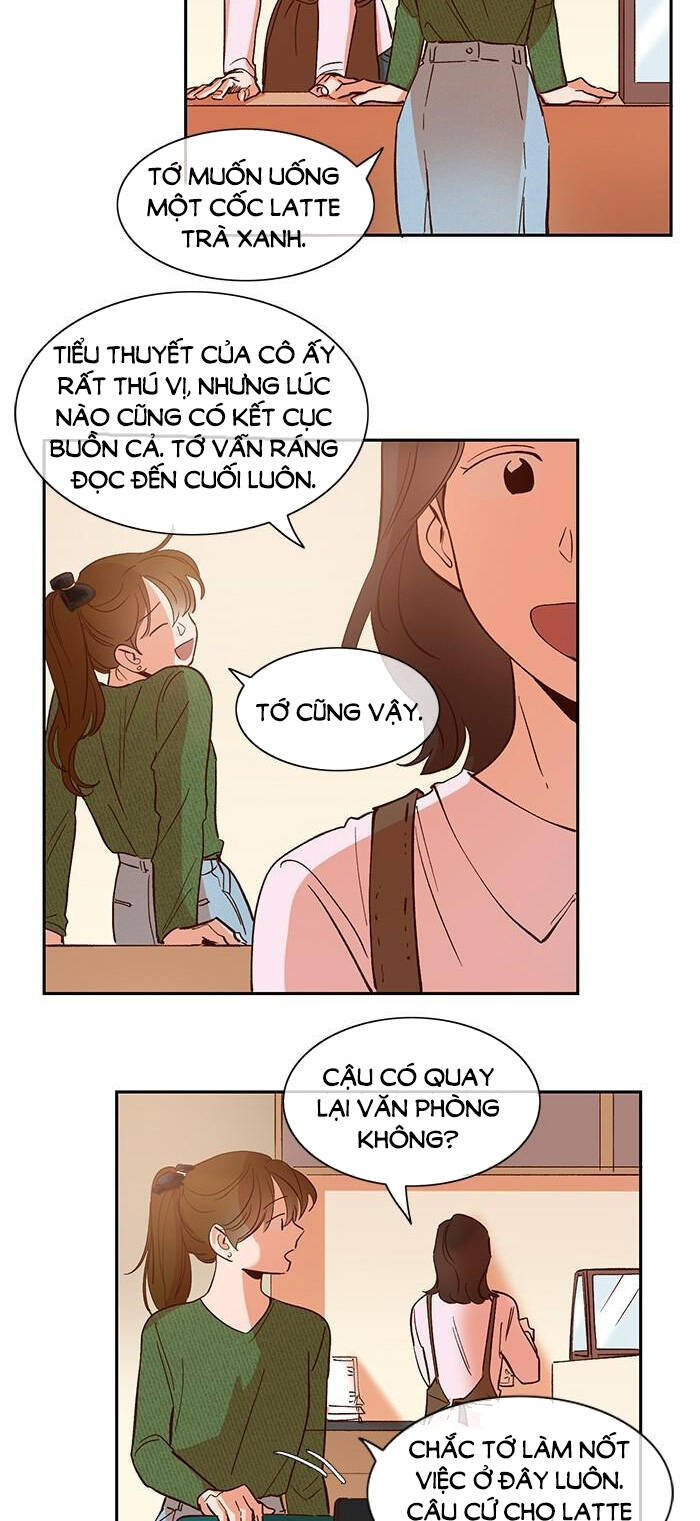 TỚ MUỐN UỐNG
MỘT CỐC LATTE
TRÀ XANH.
TIỂU THUYẾT CỦA CÔ ẤY
RẤT THÚ VỊ, NHƯNG LÚC
NÀO CŨNG CÓ KẾT CỤC
BUỒN CẢ. TỚ VẪN RÁNG
ĐỌC ĐẾN CUỐI LUÔN.
TỚ CŨNG VẬY.
CẬU CÓ QUAY
LẠI VĂN PHÒNG
KHÔNG?
CHẮC TỚ LÀM NỐT
VIỆC Ở ĐÂY LUÔN.
CÂU CỨ CHO LATTE